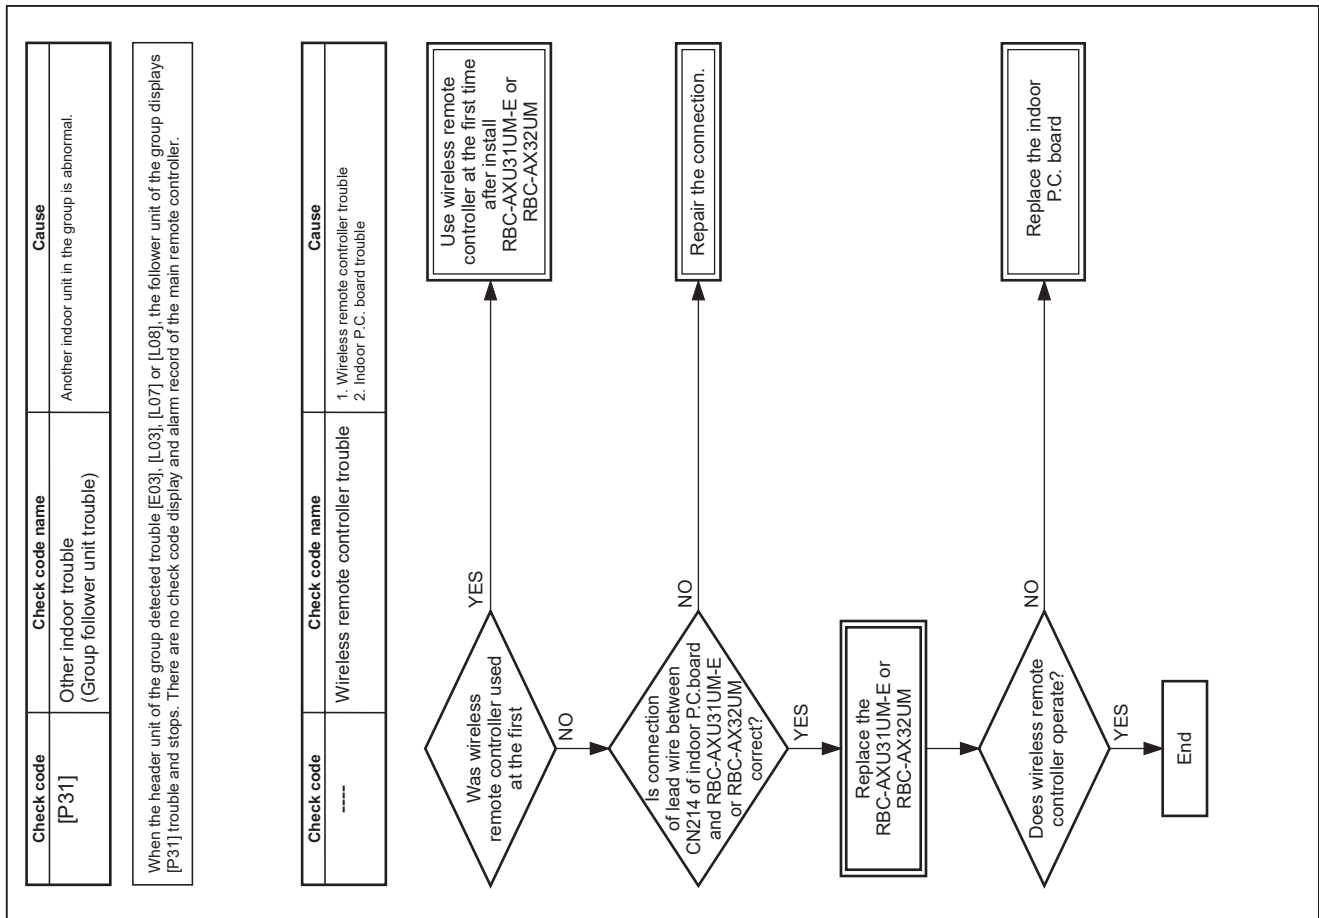 Check code
Check code name
Cause
[P31]
Other indoor trouble
(Group follower unit trouble)
Another indoor unit in the group is abnormal.
When the header unit of the group detected trouble [E03], [L03], [L07] or [L08], the follower unit of the group displays
[P31] trouble and stops. There are no check code display and alarm record of the main remote controller.
Check code
Check code name
Cause
----
Wireless remote controller trouble
1. Wireless remote controller trouble
2. Indoor P.C. board trouble
Was wireless
remote controller used
at the first
YES
Use wireless remote
controller at the first time
after install
RBC-AXU31UM-E or
RBC-AX32UM
NO
Is connection
of lead wire between
CN214 of indoor P.C.board
and RBC-AXU31UM-E
or RBC-AX32UM
correct?
NO
Repair the connection.
YES
Replace the
RBC-AXU31UM-E or
RBC-AX32UM
Does wireless remote
controller operate?
NO
Replace the indoor
P.C. board
YES
End